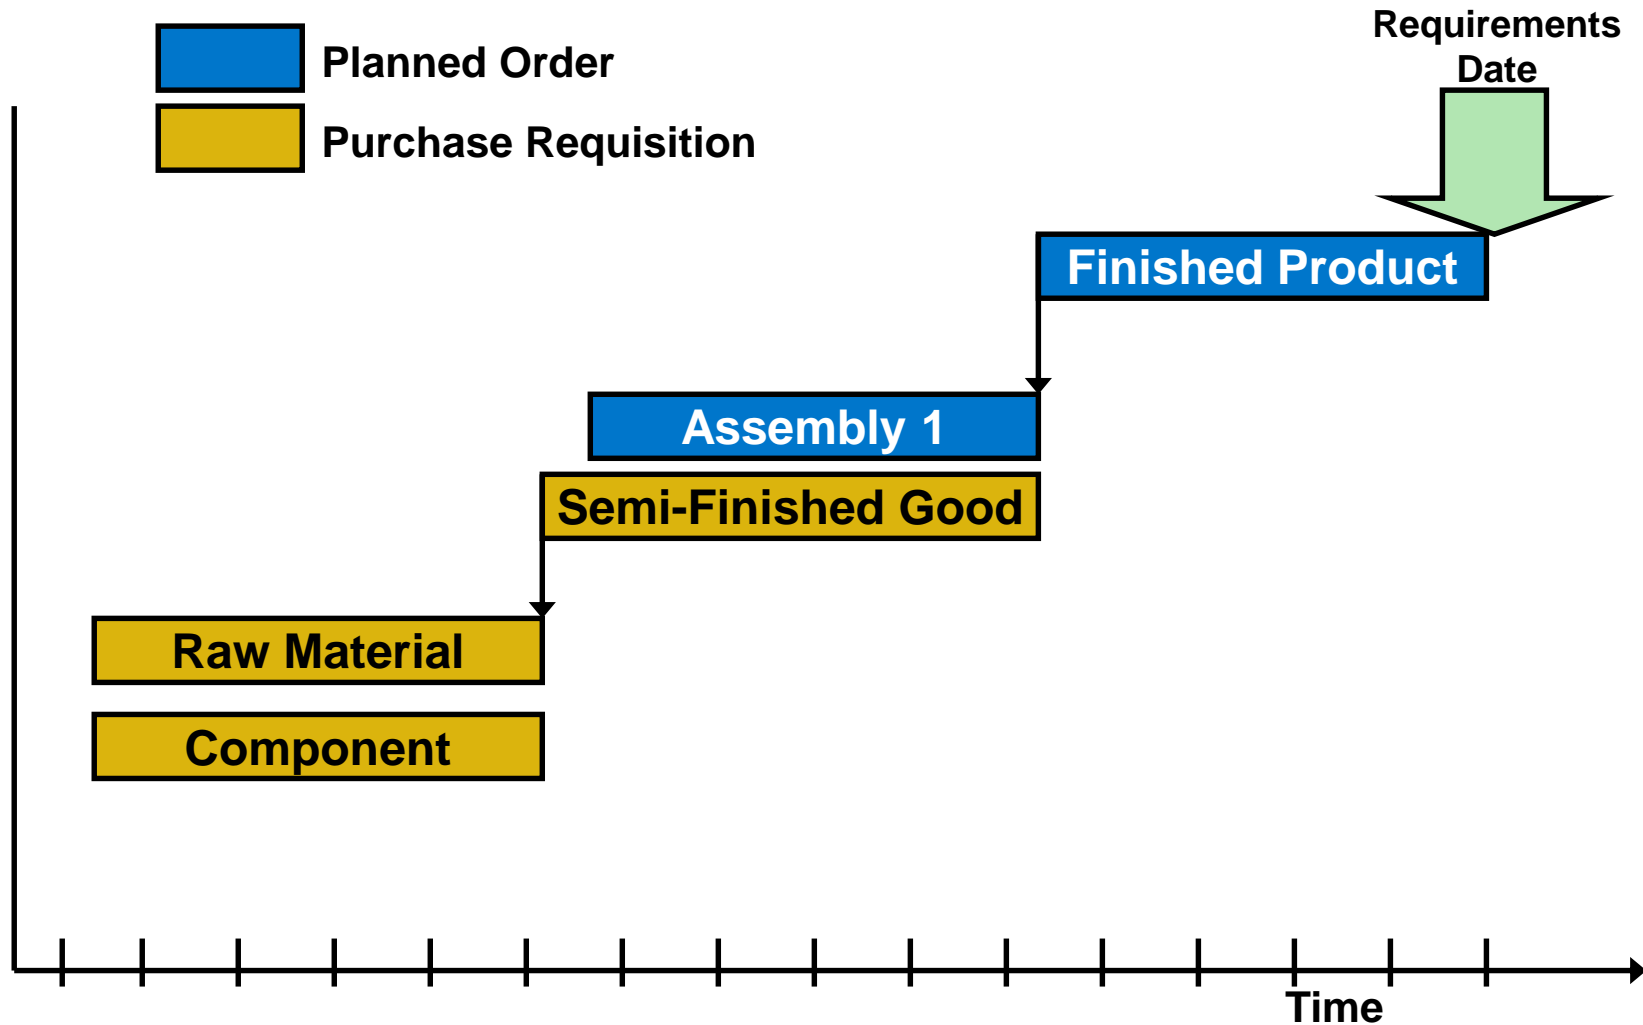 Requirements
Date
Planned Order
Purchase Requisition
Finished Product
Assembly 1
Semi-Finished Good
Raw Material
Component
Time